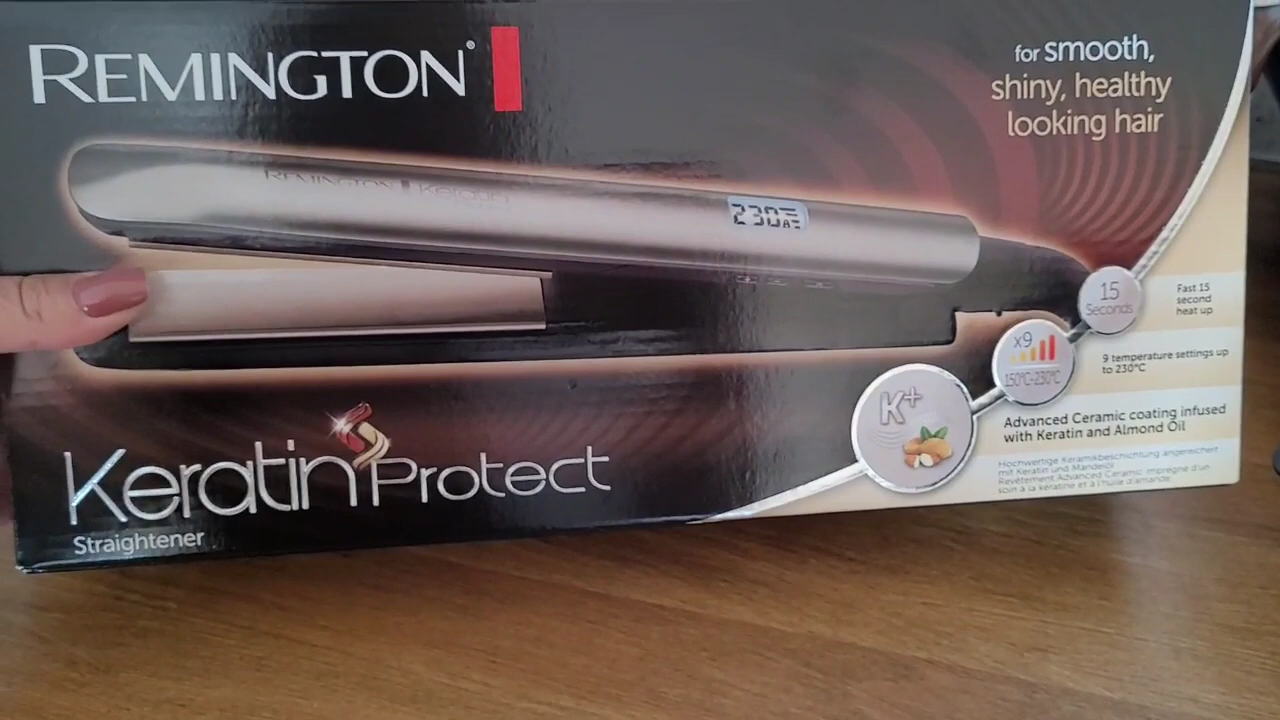 REMINGTON®
for smooth,
shiny, healthy
looking hair
REMINGTON Keratin
230
15
Seconds
Fast 15
second
heat up
x9
150°C-230°C
9 temperature settings up
to 230°C
K+
Advanced Ceramic coating infused
with Keratin and Almond Oil
Hochwertige Keramikbeschichtung angereichert
mit Keratin und Mandelöl
Revêtement Advanced Ceramic imprégné d'un
soin à la kératine et à l'huile d'amande
Keratin Protect
Straightener